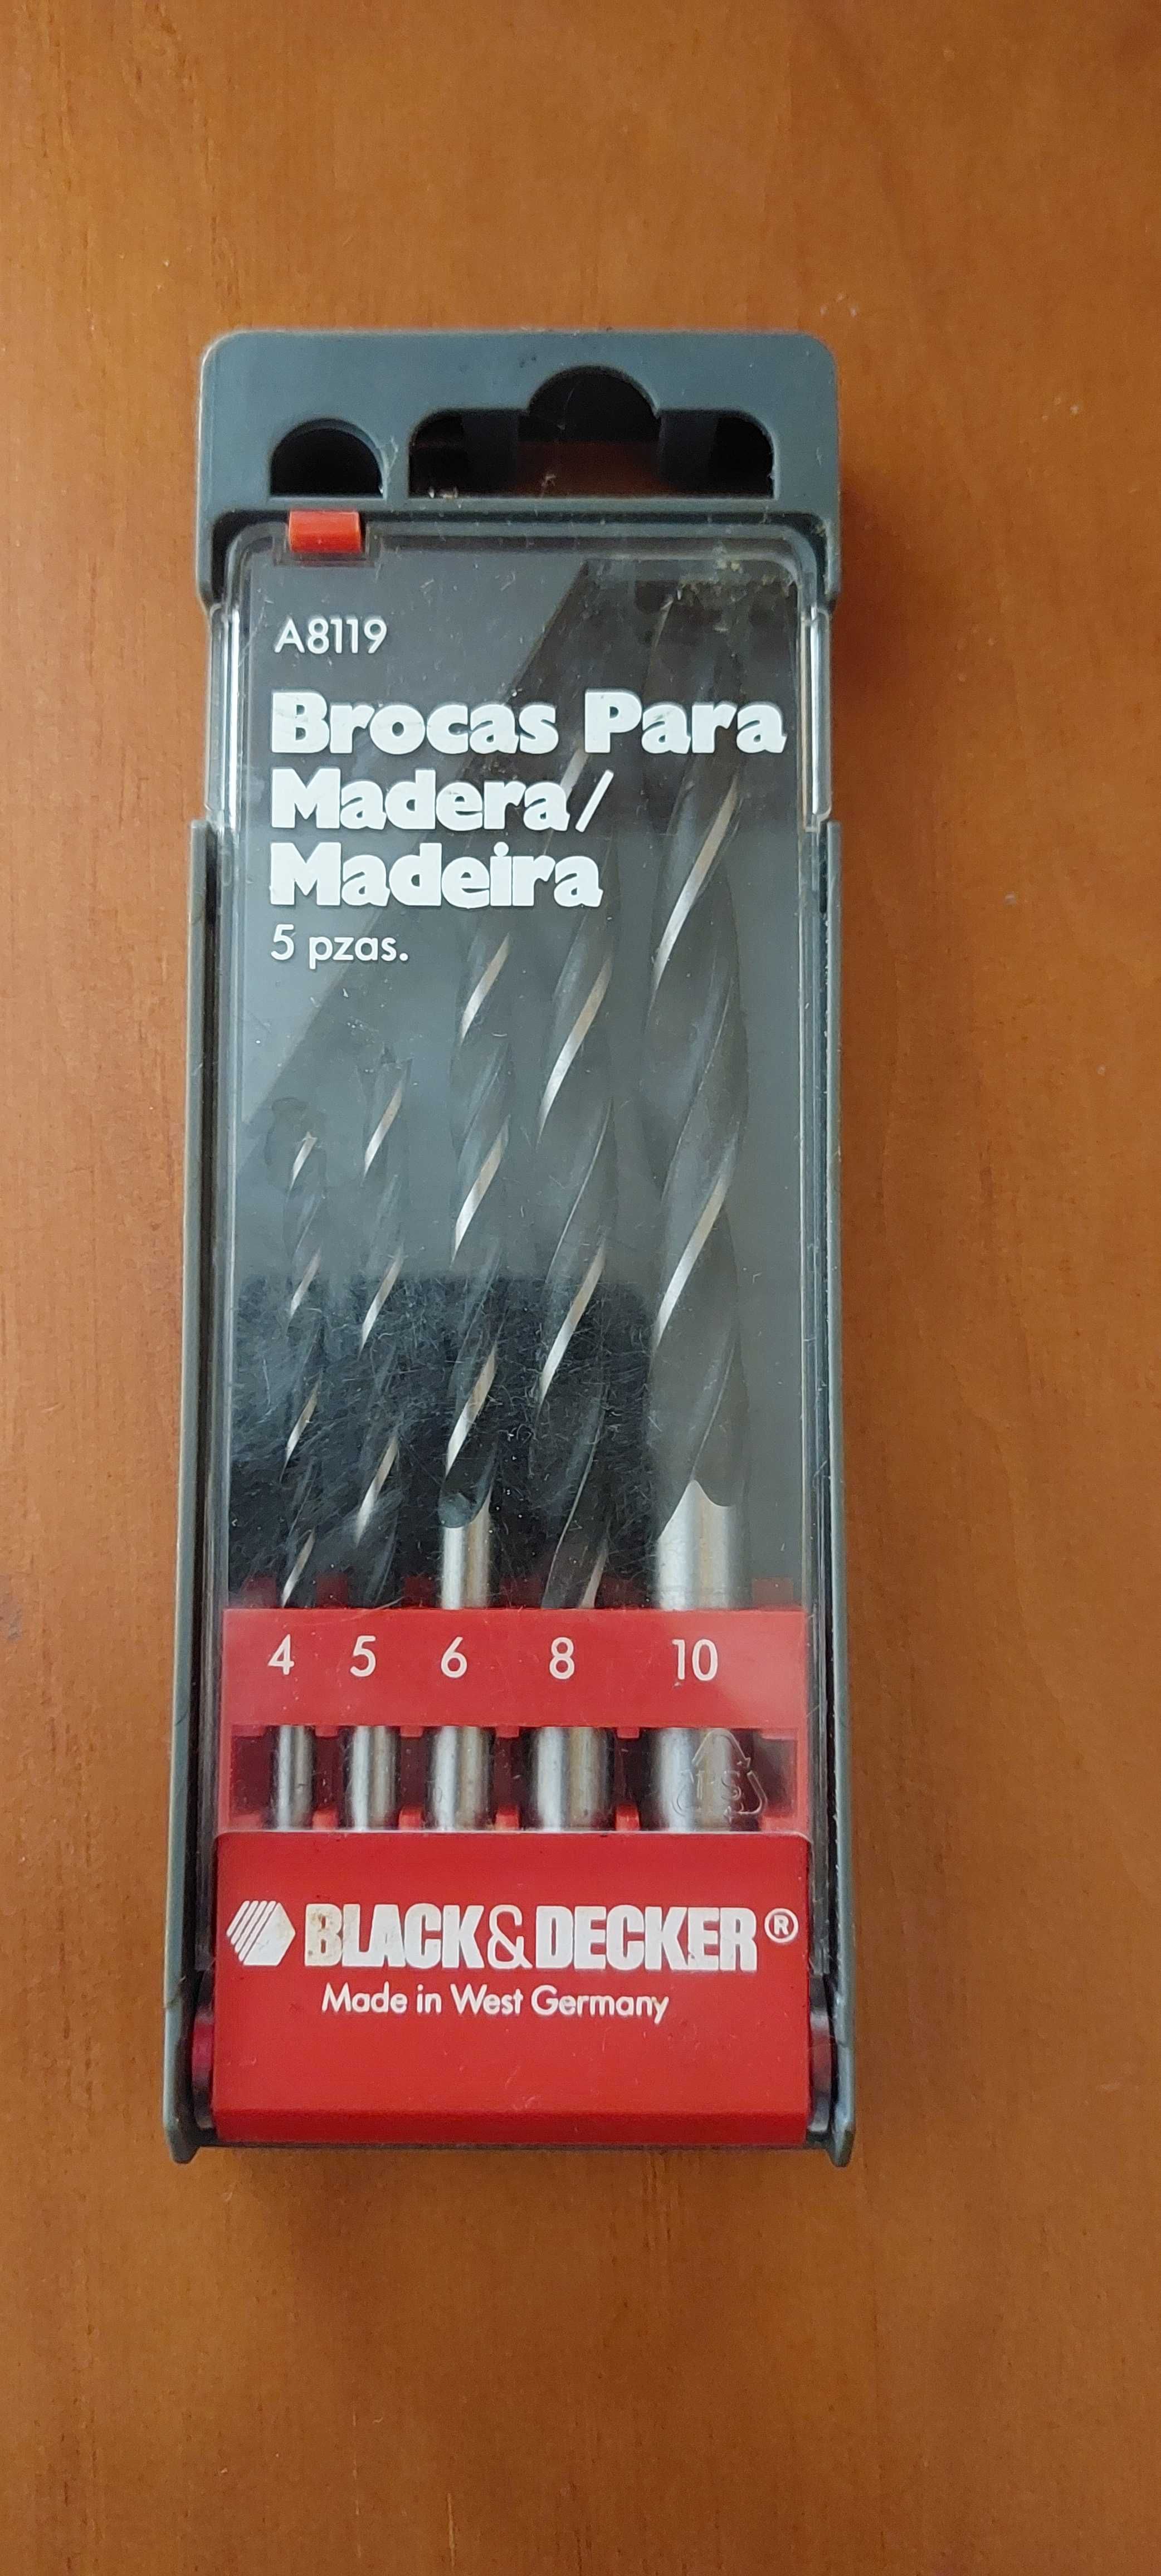 A8119
Brocas Para
Madera/
Madeira
5 pzas.
4 5 6 8 10
BLACK&DECKER®
Made in West Germany